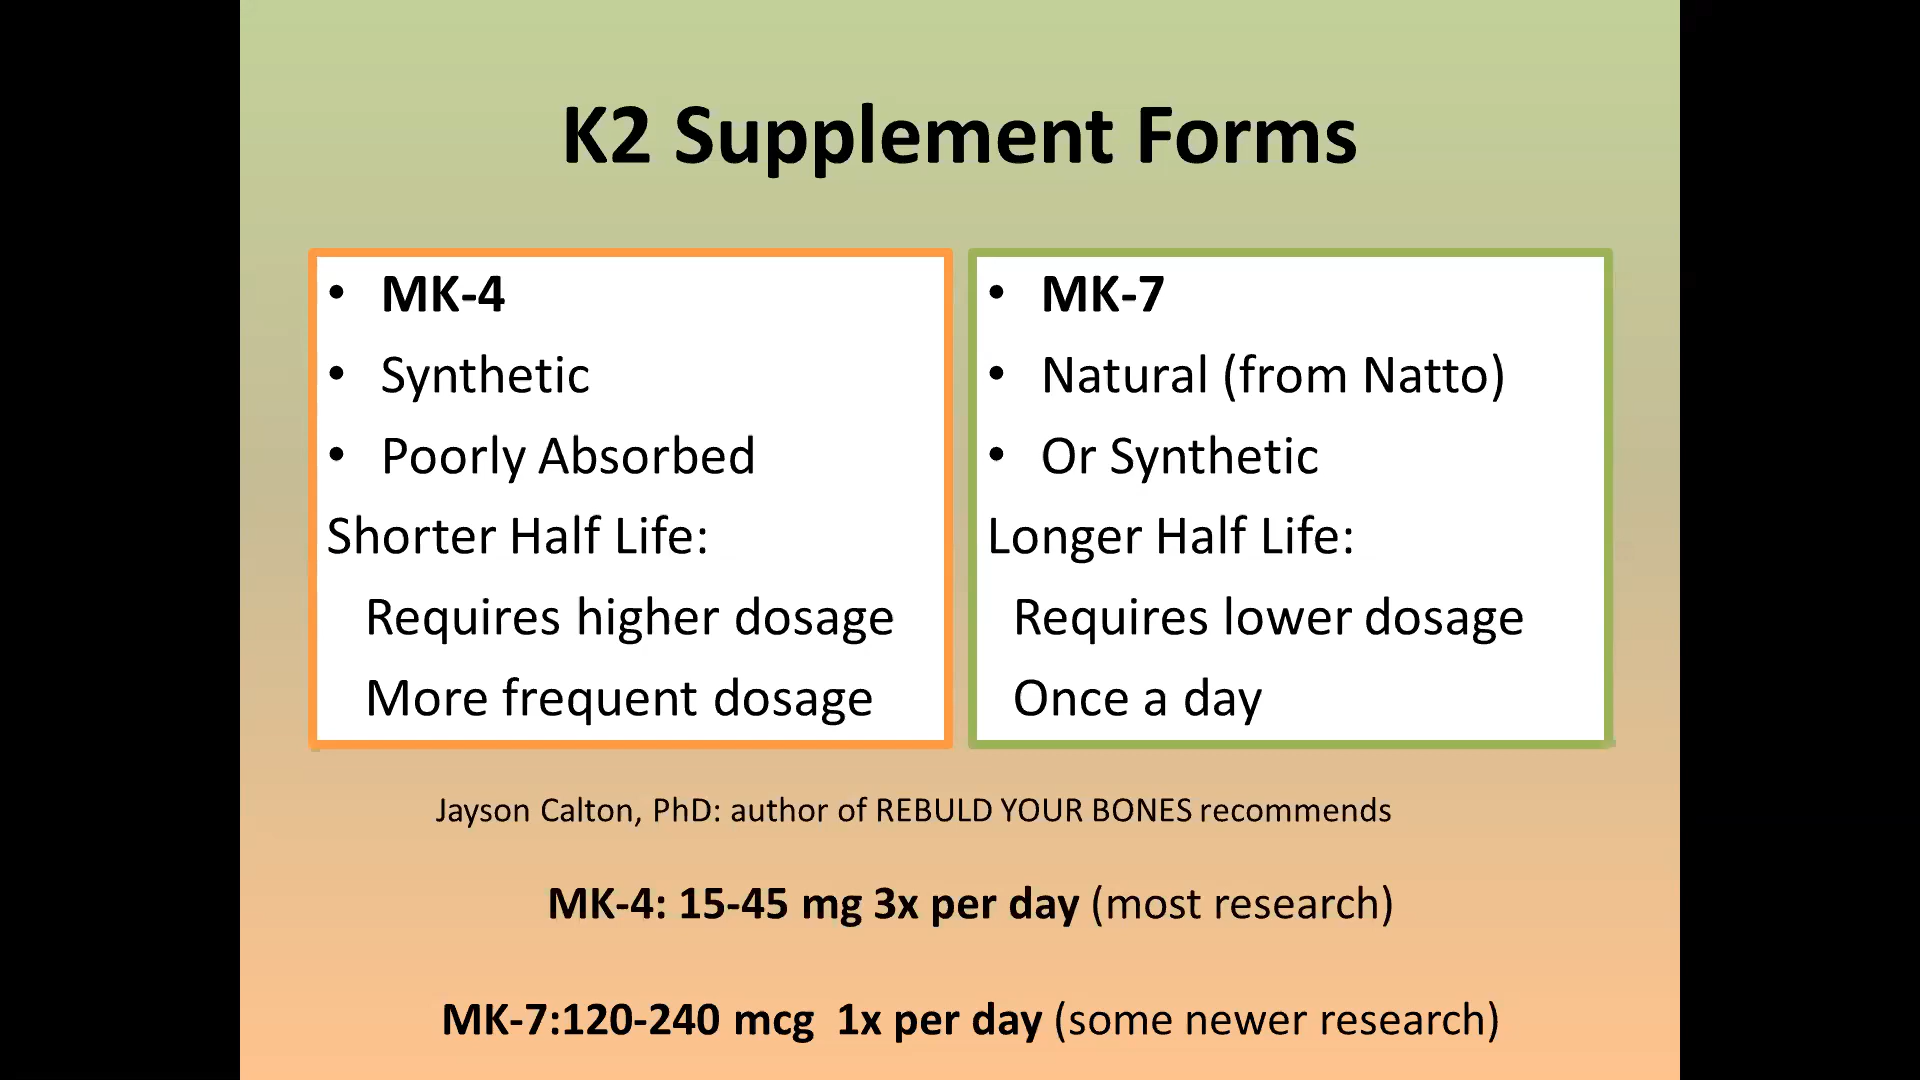 K2 Supplement Forms
• MK-4
• Synthetic
• Poorly Absorbed
Shorter Half Life:
Requires higher dosage
More frequent dosage
• MK-7
• Natural (from Natto)
• Or Synthetic
Longer Half Life:
Requires lower dosage
Once a day
Jayson Calton, PhD: author of REBULD YOUR BONES recommends
MK-4: 15-45 mg 3x per day (most research)
MK-7:120-240 mcg  1x per day (some newer research)